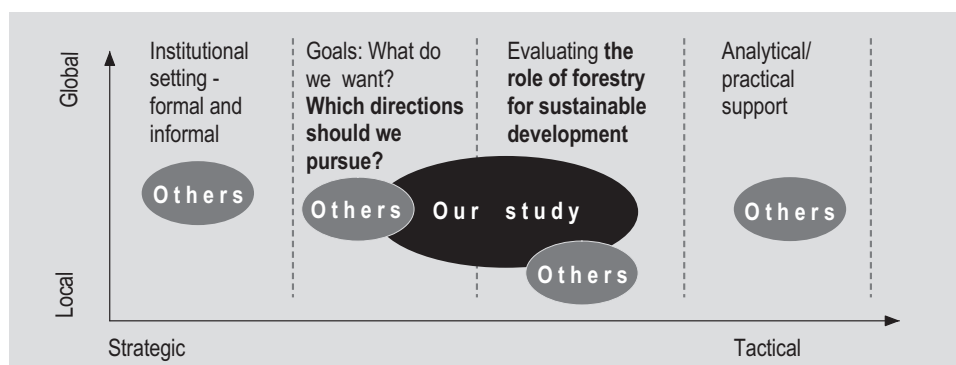 Global
Local
Institutional
setting -
formal and
informal
Goals: What do
we want?
Which directions
should we
pursue?
Evaluating the
role of forestry
for sustainable
development
Analytical/
practical
support
Others
Others
Our study
Others
Others
Strategic
Tactical